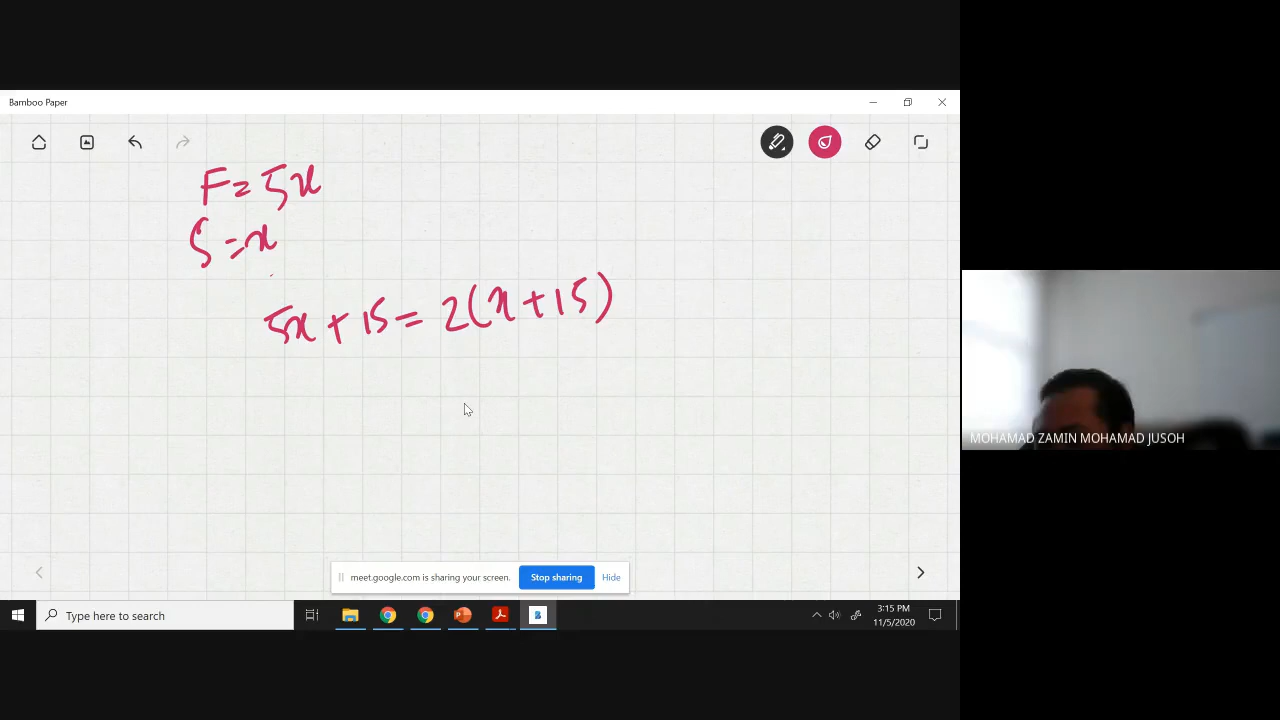 Bamboo Paper
F = 5x
S = x
5x + 15 = 2(x + 15)
MOHAMAD ZAMIN MOHAMAD JUSOH
meet.google.com is sharing your screen. Stop sharing Hide
Type here to search
3:15 PM
11/5/2020